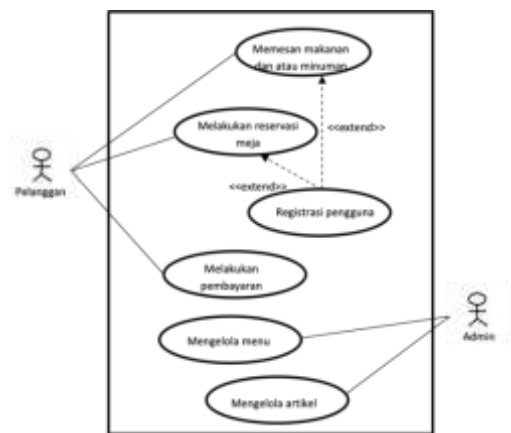 Memesan makanan
dan atau minuman
<<extend>>
Melakukan reservasi
meja
Pelanggan
<<extend>>
Registrasi pengguna
Melakukan
pembayaran
Mengelola menu
Admin
Mengelola artikel